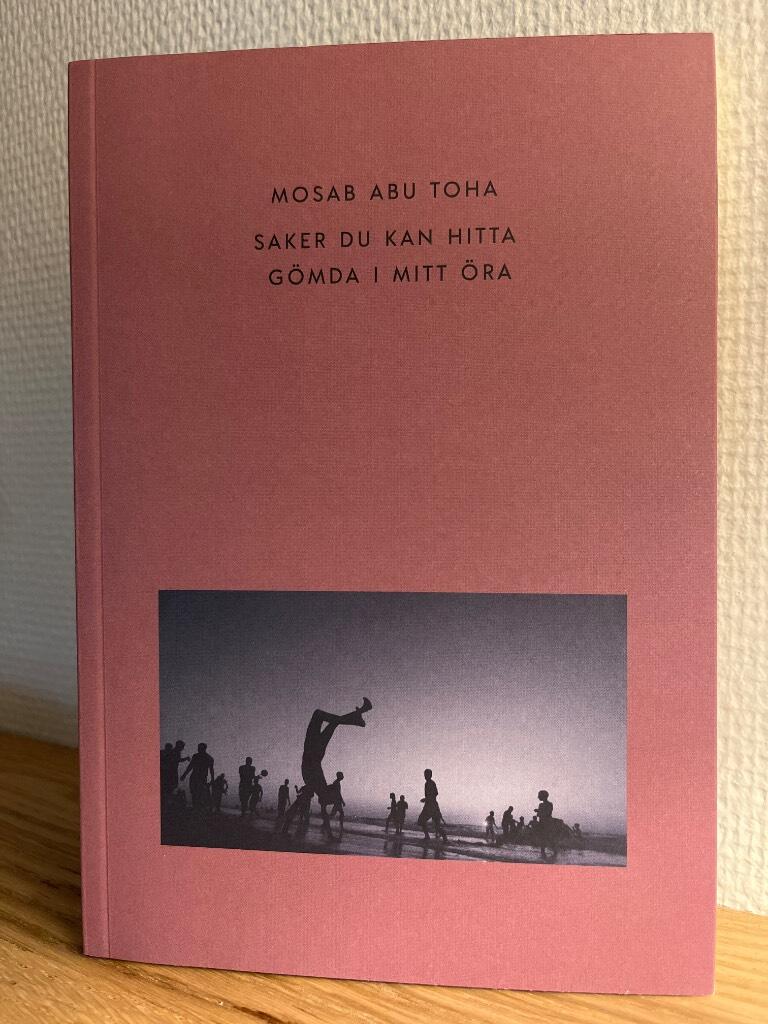 MOSAB ABU TOHA
SAKER DU KAN HITTA
GÖMDA I MITT ÖRA